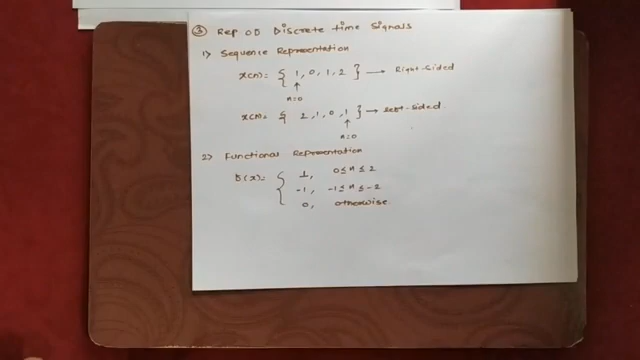 ③ Rep of Discrete time Signals
1) Sequence Representation
x(n) = { 1, 0, 1, 2 } → Right-Sided
↑
n=0
x(n) = { 2, 1, 0, 1 } → Left-Sided
↑
n=0
2) Functional Representation
δ(x) = { 1, 0 ≤ n ≤ 2
-1, -1 ≤ n ≤ -2
0, otherwise